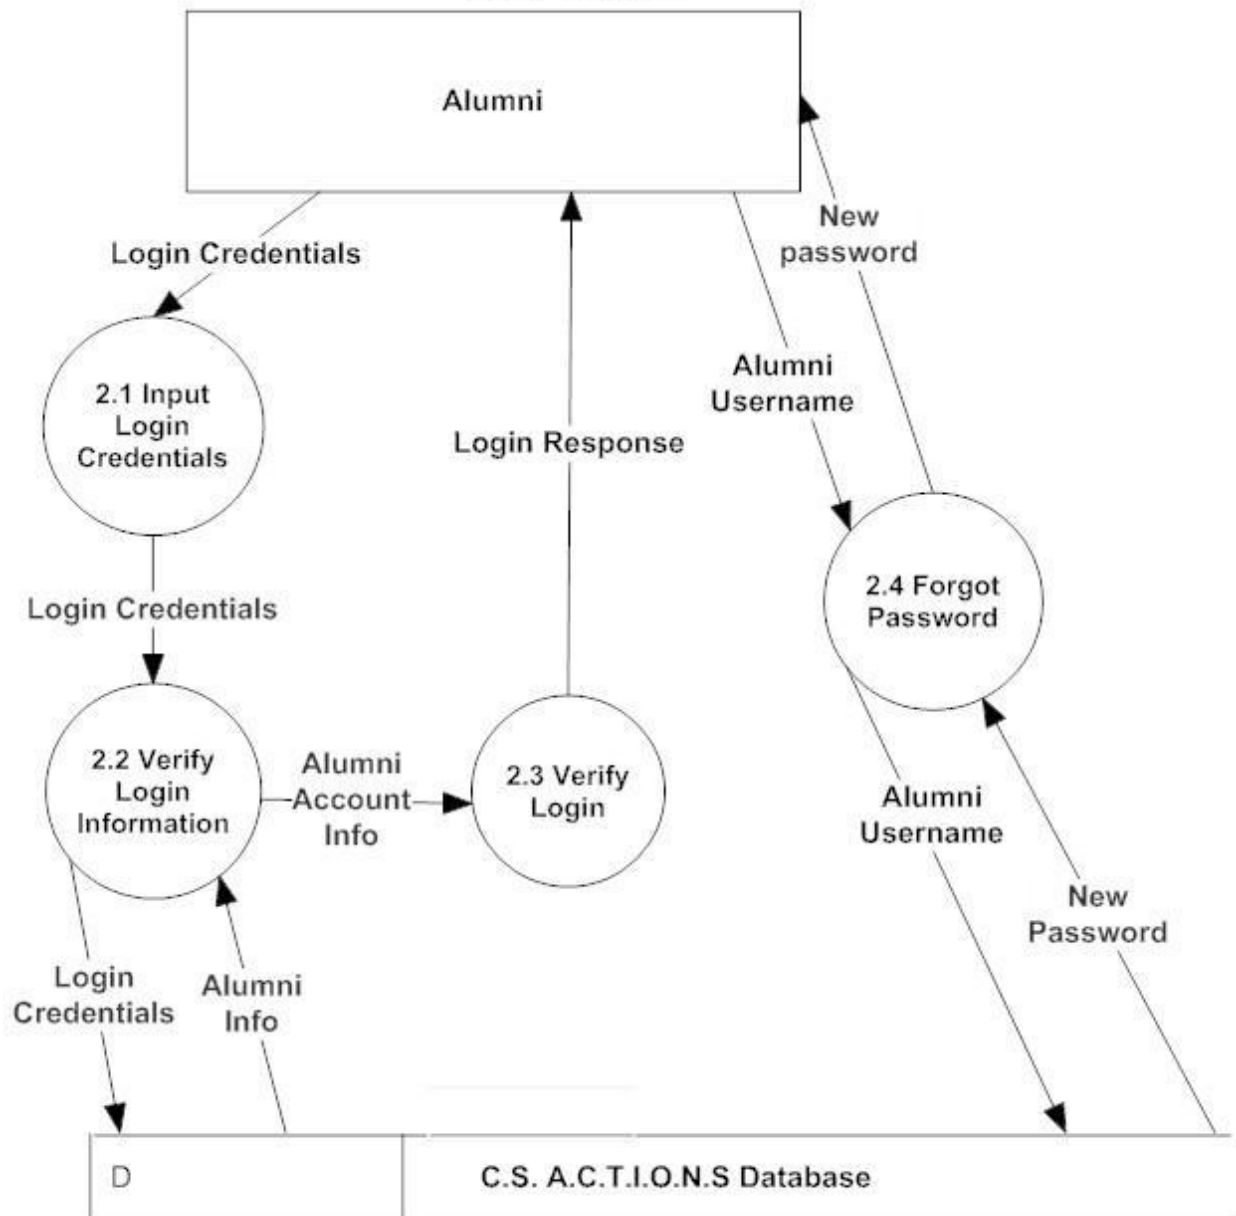 Alumni
New
password
Login Credentials
Alumni
Username
2.1 Input
Login
Credentials
Login Response
2.4 Forgot
Password
Login Credentials
2.2 Verify
Login
Information
Alumni
Account
Info
2.3 Verify
Login
Alumni
Username
New
Password
Login
Credentials
Alumni
Info
D
C.S. A.C.T.I.O.N.S Database